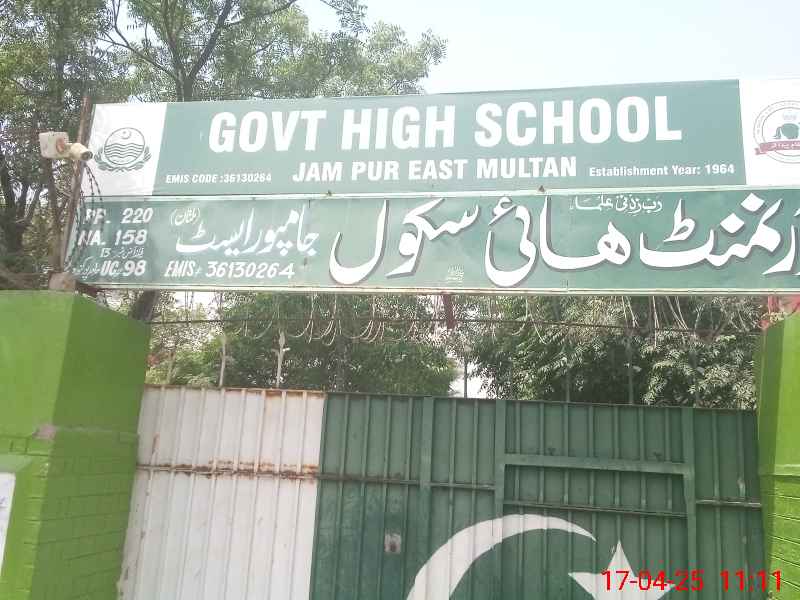 GOVT HIGH SCHOOL
EMIS CODE :36130264 JAM PUR EAST MULTAN Establishment Year: 1964
رب زدنی علما
PP. 220
NA. 158
UC. 98
جامپور ایسٹ (ملتان)
EMIS# 36130264
رنمنٹ ھائی سکول
17-04-25 11:11